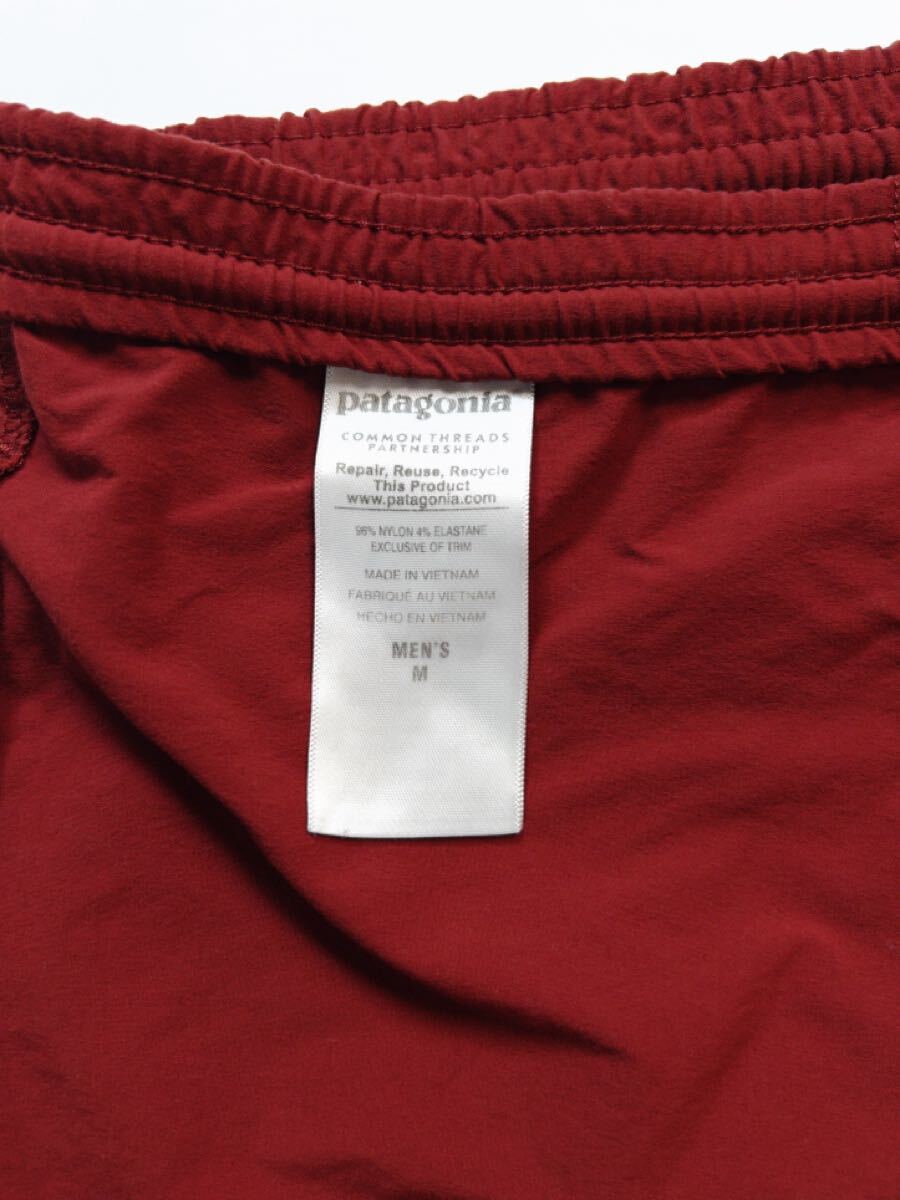 patagonia
COMMON THREADS
PARTNERSHIP
Repair, Reuse, Recycle
This Product
www.patagonia.com
96% NYLON 4% ELASTANE
EXCLUSIVE OF TRIM
MADE IN VIETNAM
FABRIQUÉ AU VIETNAM
HECHO EN VIETNAM
MEN'S
M